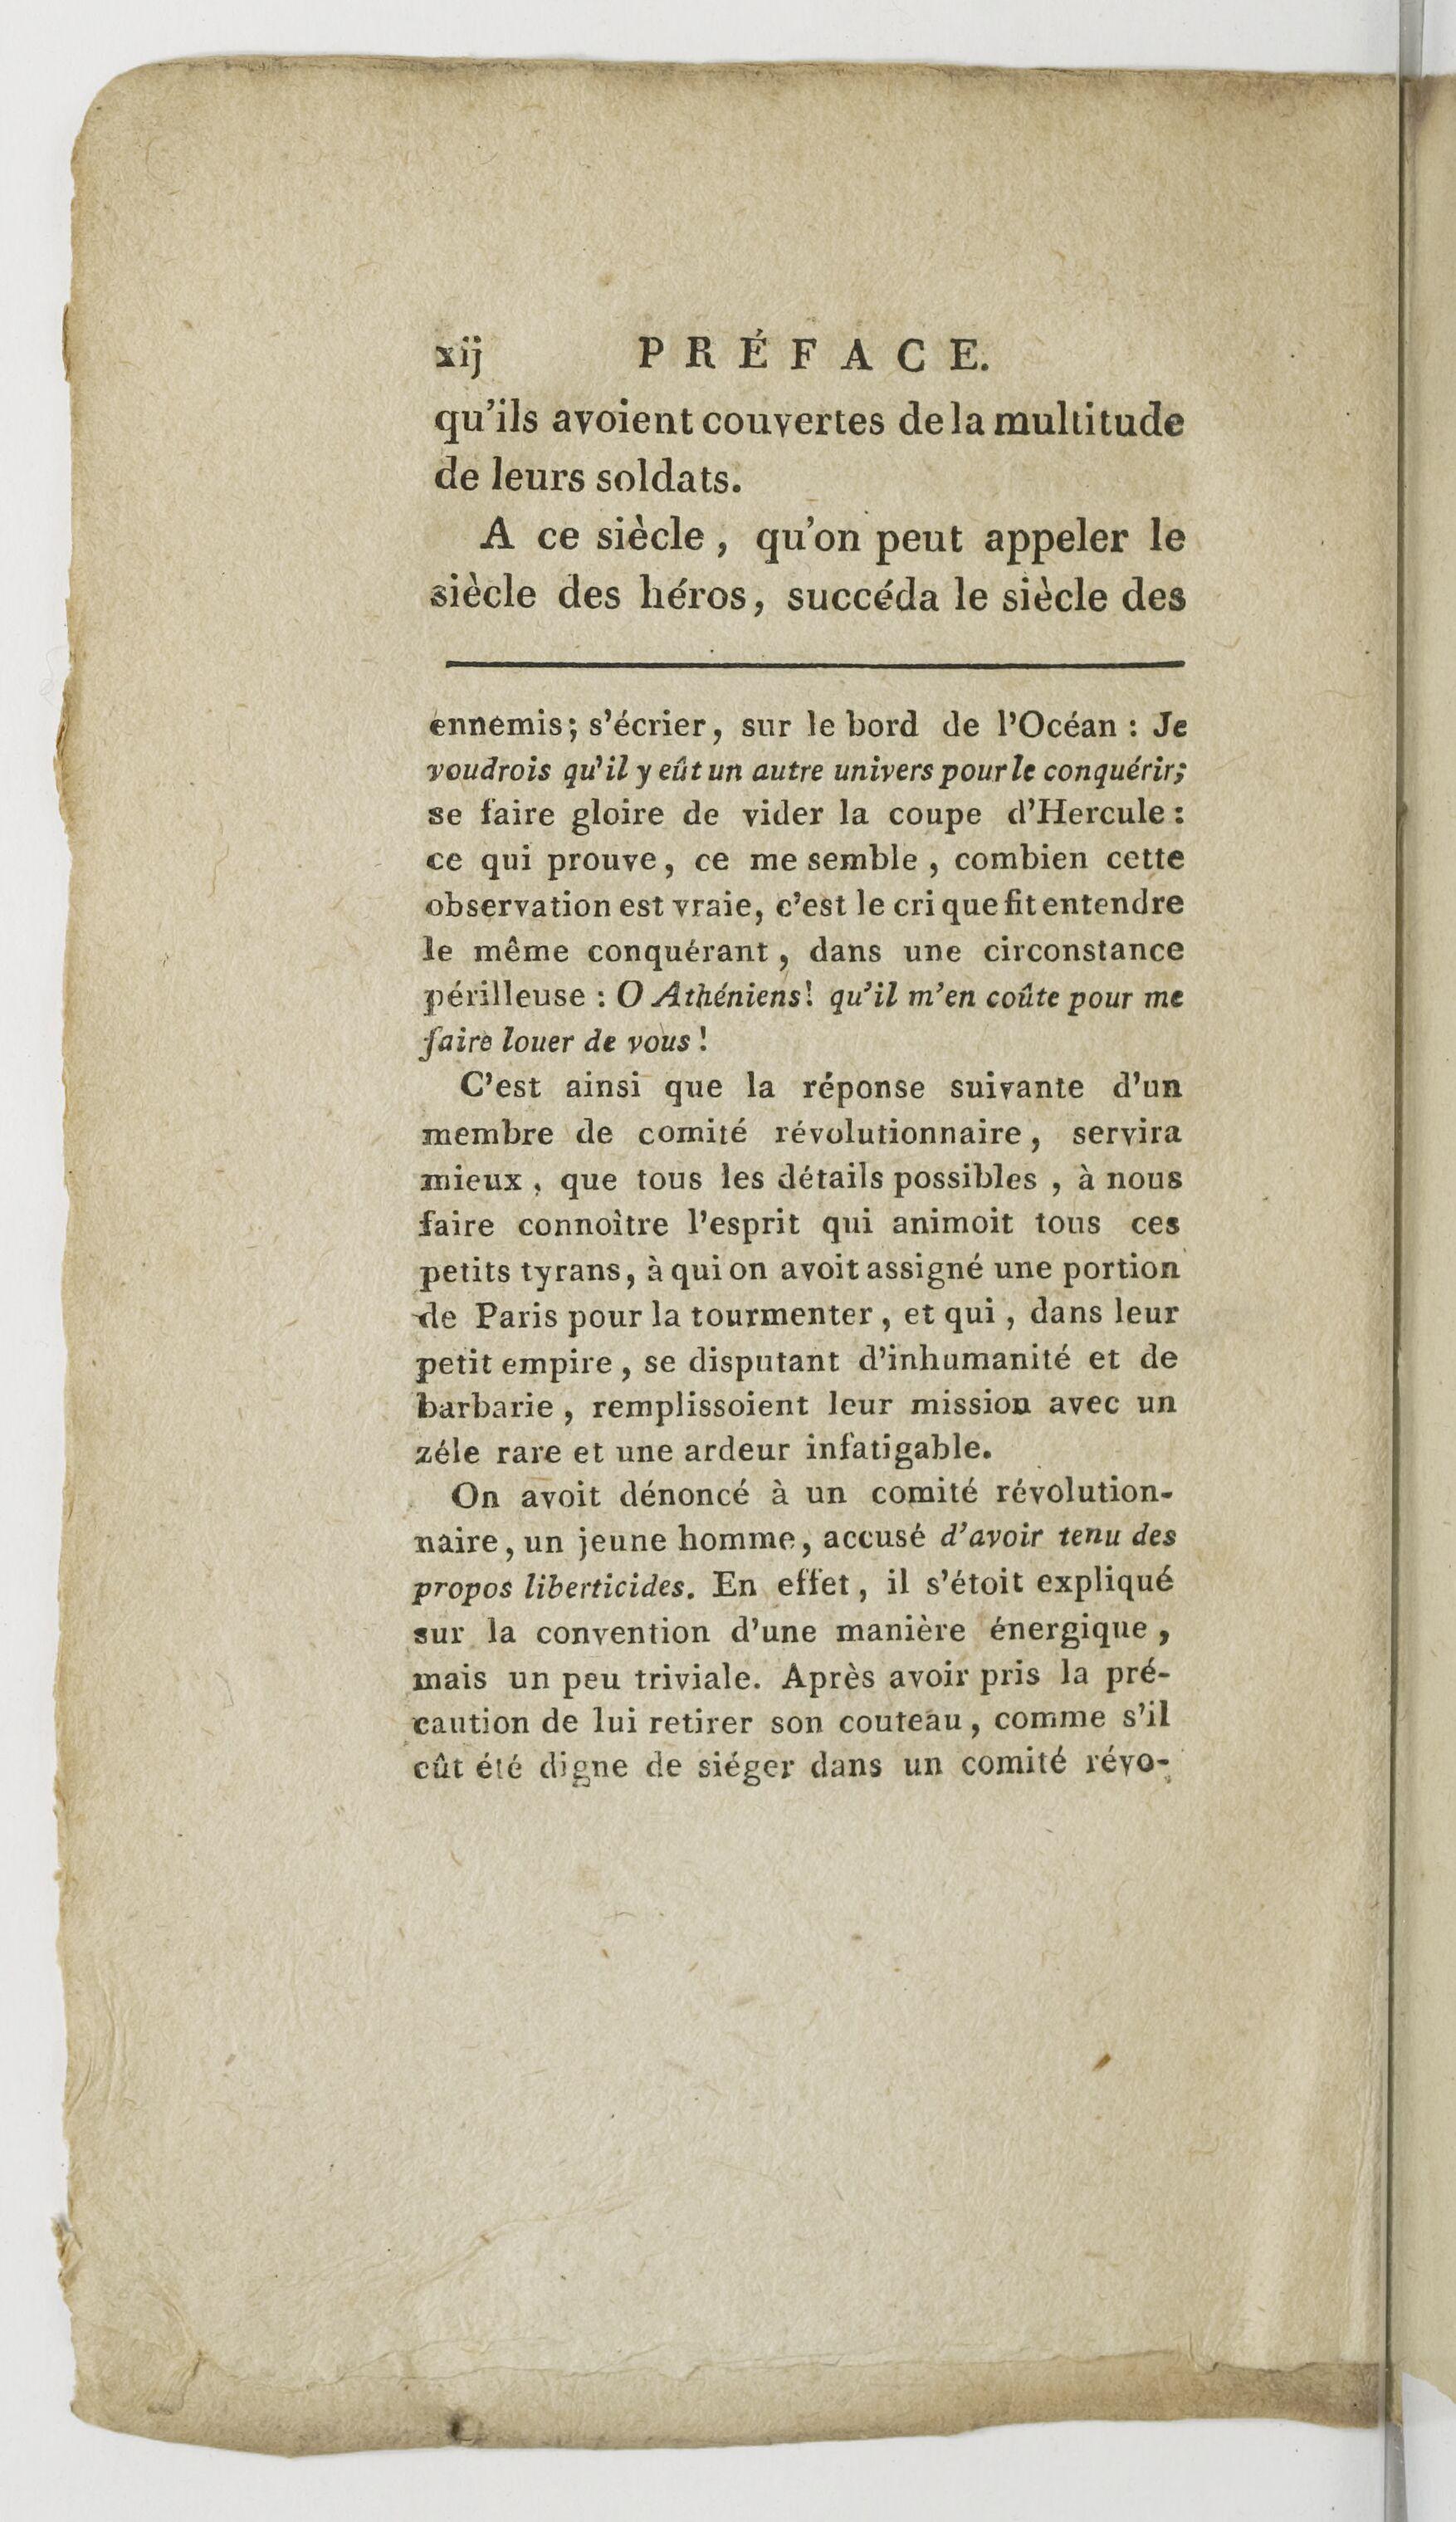 xij PRÉFACE.
qu'ils avoient couvertes de la multitude
de leurs soldats.
A ce siècle, qu'on peut appeler le
siècle des héros, succéda le siècle des
ennemis; s'écrier, sur le bord de l'Océan : Je
voudrois qu'il y eût un autre univers pour le conquérir;
se faire gloire de vider la coupe d'Hercule :
ce qui prouve, ce me semble, combien cette
observation est vraie, c'est le cri que fit entendre
le même conquérant, dans une circonstance
périlleuse : O Athéniens! qu'il m'en coûte pour me
faire louer de vous !
C'est ainsi que la réponse suivante d'un
membre de comité révolutionnaire, servira
mieux, que tous les détails possibles, à nous
faire connoître l'esprit qui animoit tous ces
petits tyrans, à qui on avoit assigné une portion
de Paris pour la tourmenter, et qui, dans leur
petit empire, se disputant d'inhumanité et de
barbarie, remplissoient leur mission avec un
zéle rare et une ardeur infatigable.
On avoit dénoncé à un comité révolution-
naire, un jeune homme, accusé d'avoir tenu des
propos liberticides. En effet, il s'étoit expliqué
sur la convention d'une manière énergique,
mais un peu triviale. Après avoir pris la pré-
caution de lui retirer son couteau, comme s'il
eût été digne de siéger dans un comité révo-